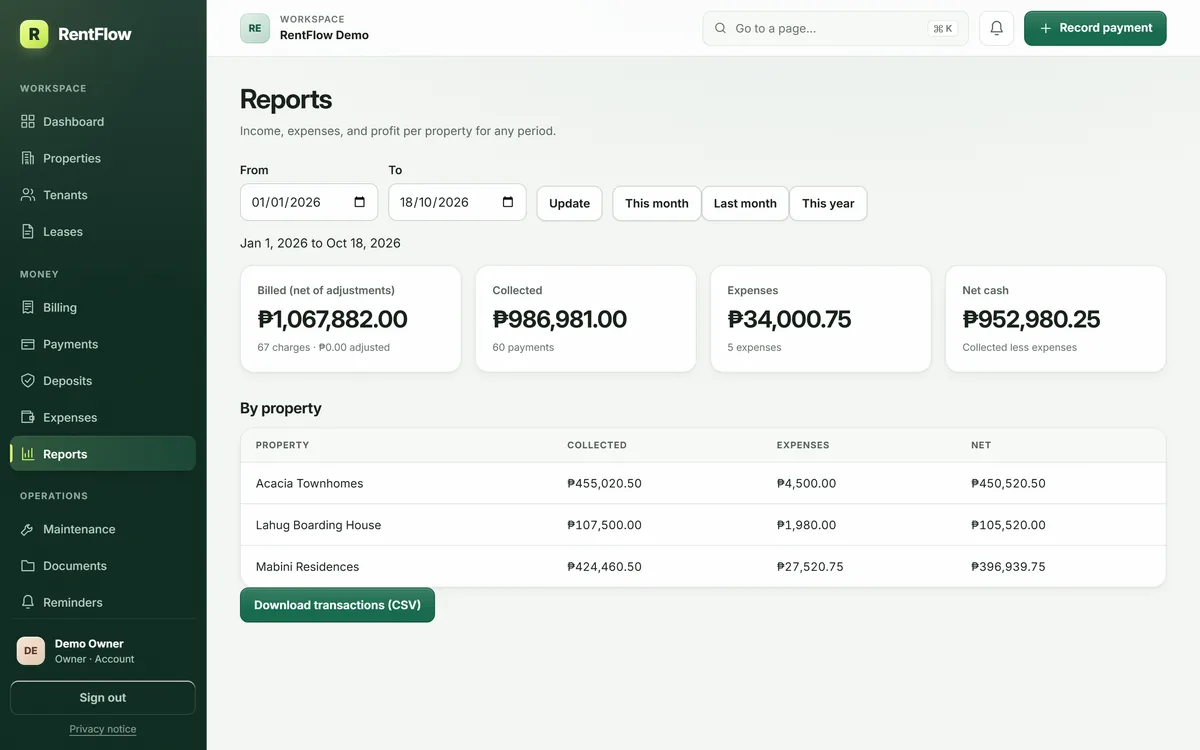 R RentFlow
WORKSPACE
Dashboard
Properties
Tenants
Leases
MONEY
Billing
Payments
Deposits
Expenses
Reports
OPERATIONS
Maintenance
Documents
Reminders
DE Demo Owner
Owner · Account
Sign out
Privacy notice
RE WORKSPACE
RentFlow Demo
Go to a page... ⌘ K
+ Record payment
Reports
Income, expenses, and profit per property for any period.
From To
01/01/2026 18/10/2026 Update This month Last month This year
Jan 1, 2026 to Oct 18, 2026
Billed (net of adjustments) Collected Expenses Net cash
₱1,067,882.00 ₱986,981.00 ₱34,000.75 ₱952,980.25
67 charges · ₱0.00 adjusted 60 payments 5 expenses Collected less expenses
By property
PROPERTY COLLECTED EXPENSES NET
Acacia Townhomes ₱455,020.50 ₱4,500.00 ₱450,520.50
Lahug Boarding House ₱107,500.00 ₱1,980.00 ₱105,520.00
Mabini Residences ₱424,460.50 ₱27,520.75 ₱396,939.75
Download transactions (CSV)